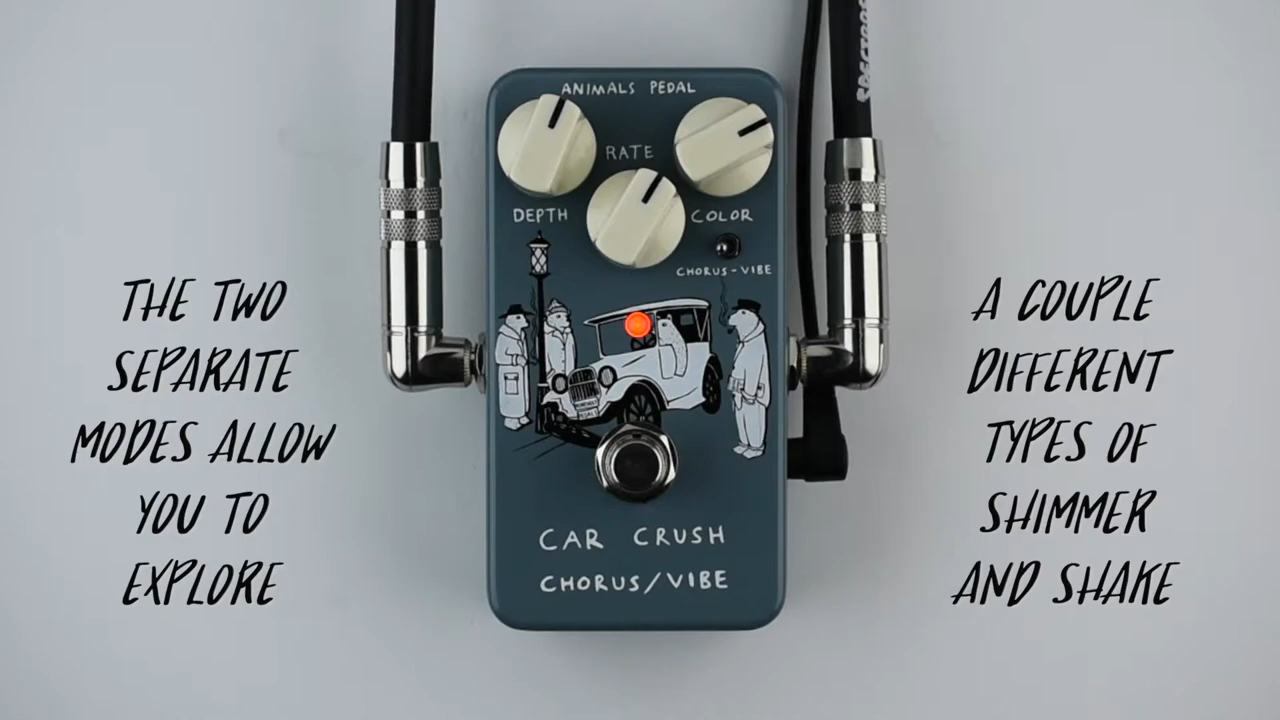 ANIMALS PEDAL
RATE
DEPTH
COLOR
CHORUS-VIBE
CAR CRUSH
CHORUS/VIBE
THE TWO
SEPARATE
MODES ALLOW
YOU TO
EXPLORE
A COUPLE
DIFFERENT
TYPES OF
SHIMMER
AND SHAKE